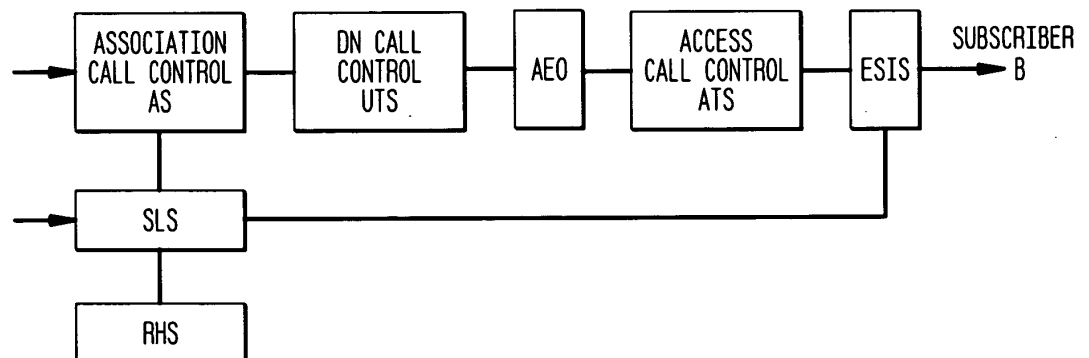 ASSOCIATION
CALL CONTROL
AS
DN CALL
CONTROL
UTS
AEO
ACCESS
CALL CONTROL
ATS
ESIS
SUBSCRIBER
B
SLS
RHS